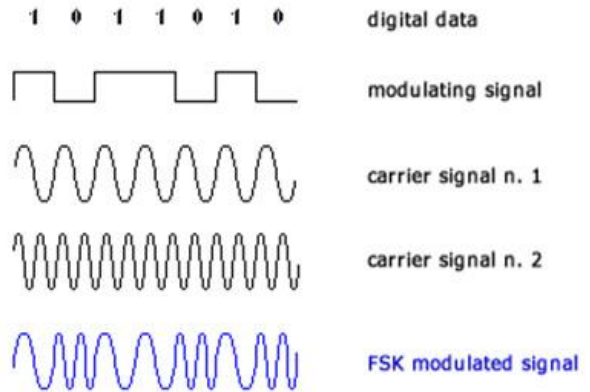 1 0 1 1 0 1 0 digital data
modulating signal
carrier signal n. 1
carrier signal n. 2
FSK modulated signal